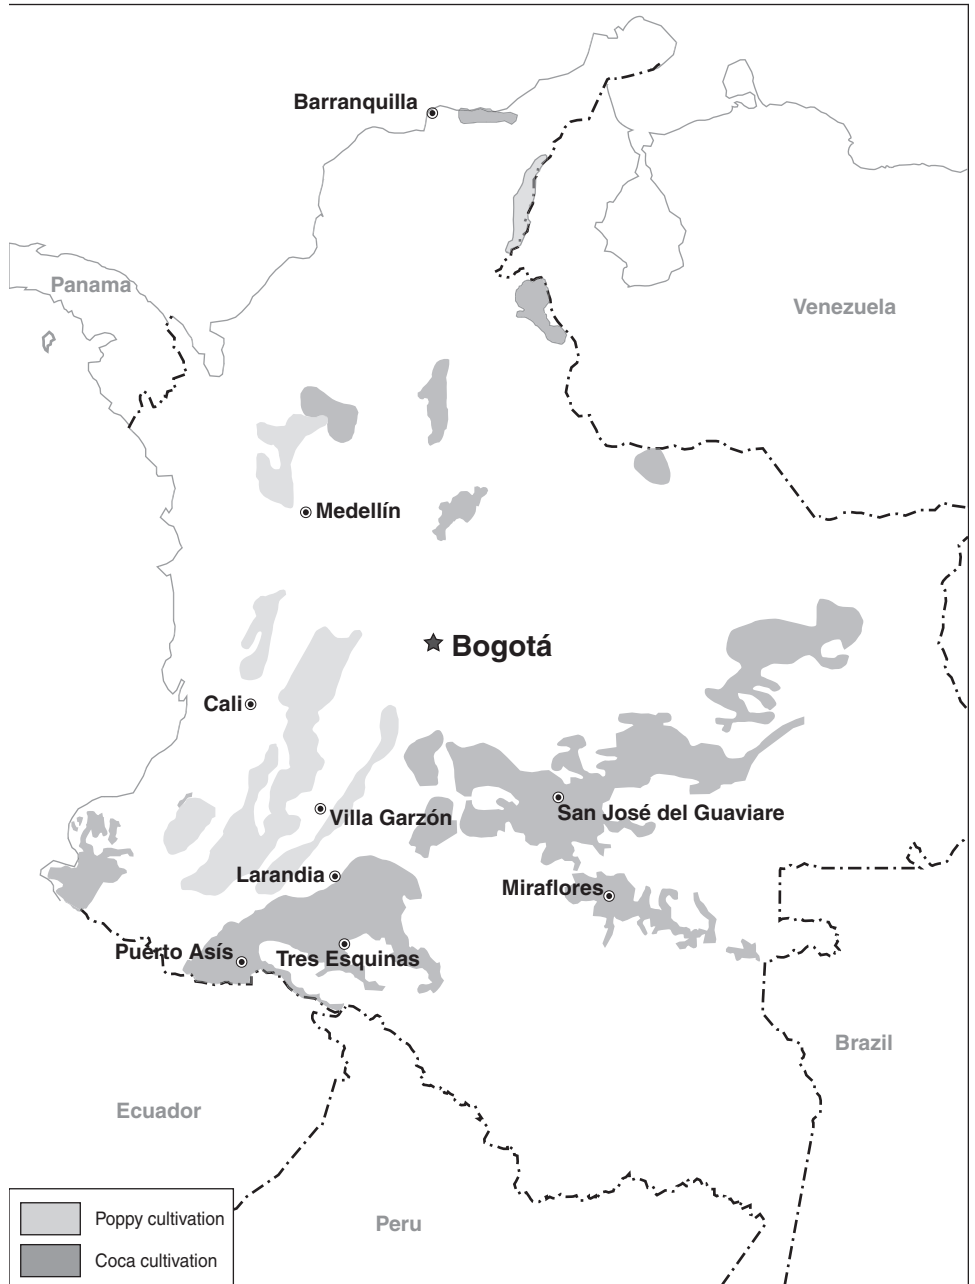 Barranquilla
Panama
Venezuela
Medellín
Bogotá
Cali
Villa Garzón
San José del Guaviare
Larandia
Miraflores
Puerto Asís
Tres Esquinas
Brazil
Ecuador
Peru
Poppy cultivation
Coca cultivation